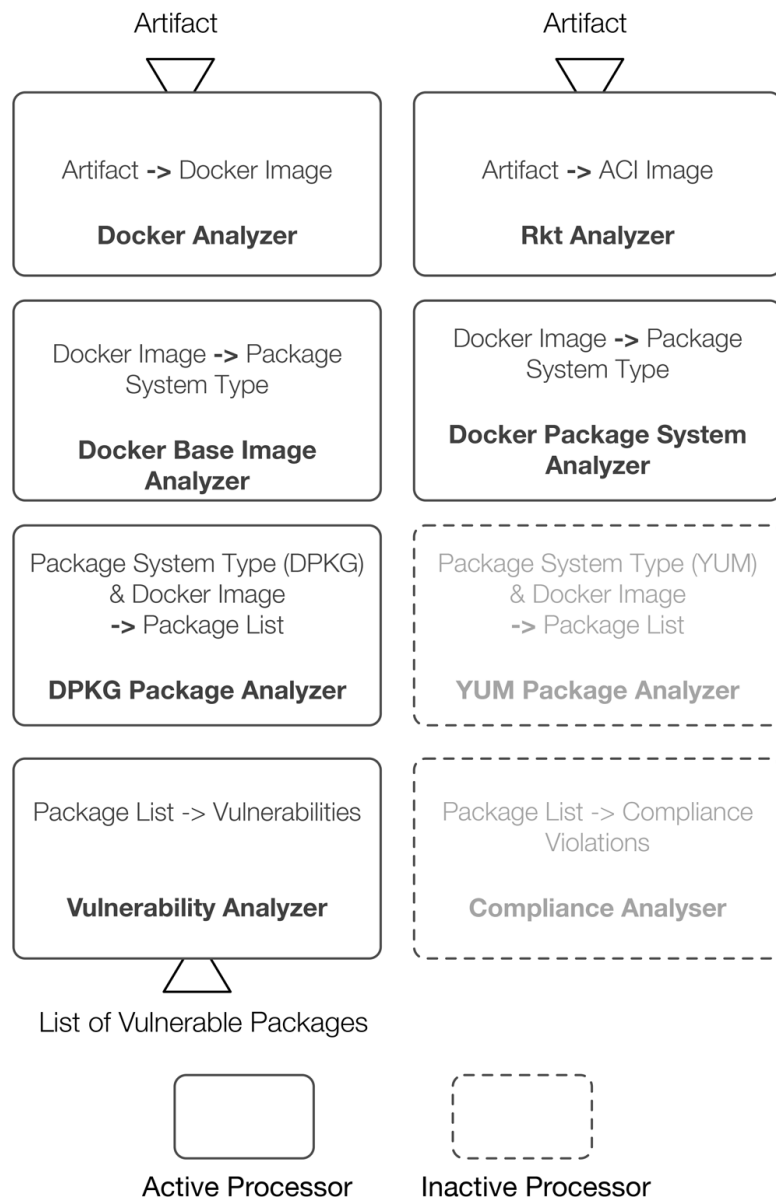 Artifact
Artifact
Artifact -> Docker Image
Docker Analyzer
Artifact -> ACI Image
Rkt Analyzer
Docker Image -> Package
System Type
Docker Base Image
Analyzer
Docker Image -> Package
System Type
Docker Package System
Analyzer
Package System Type (DPKG)
& Docker Image
-> Package List
DPKG Package Analyzer
Package System Type (YUM)
& Docker Image
-> Package List
YUM Package Analyzer
Package List -> Vulnerabilities
Vulnerability Analyzer
Package List -> Compliance
Violations
Compliance Analyser
List of Vulnerable Packages
Active Processor
Inactive Processor